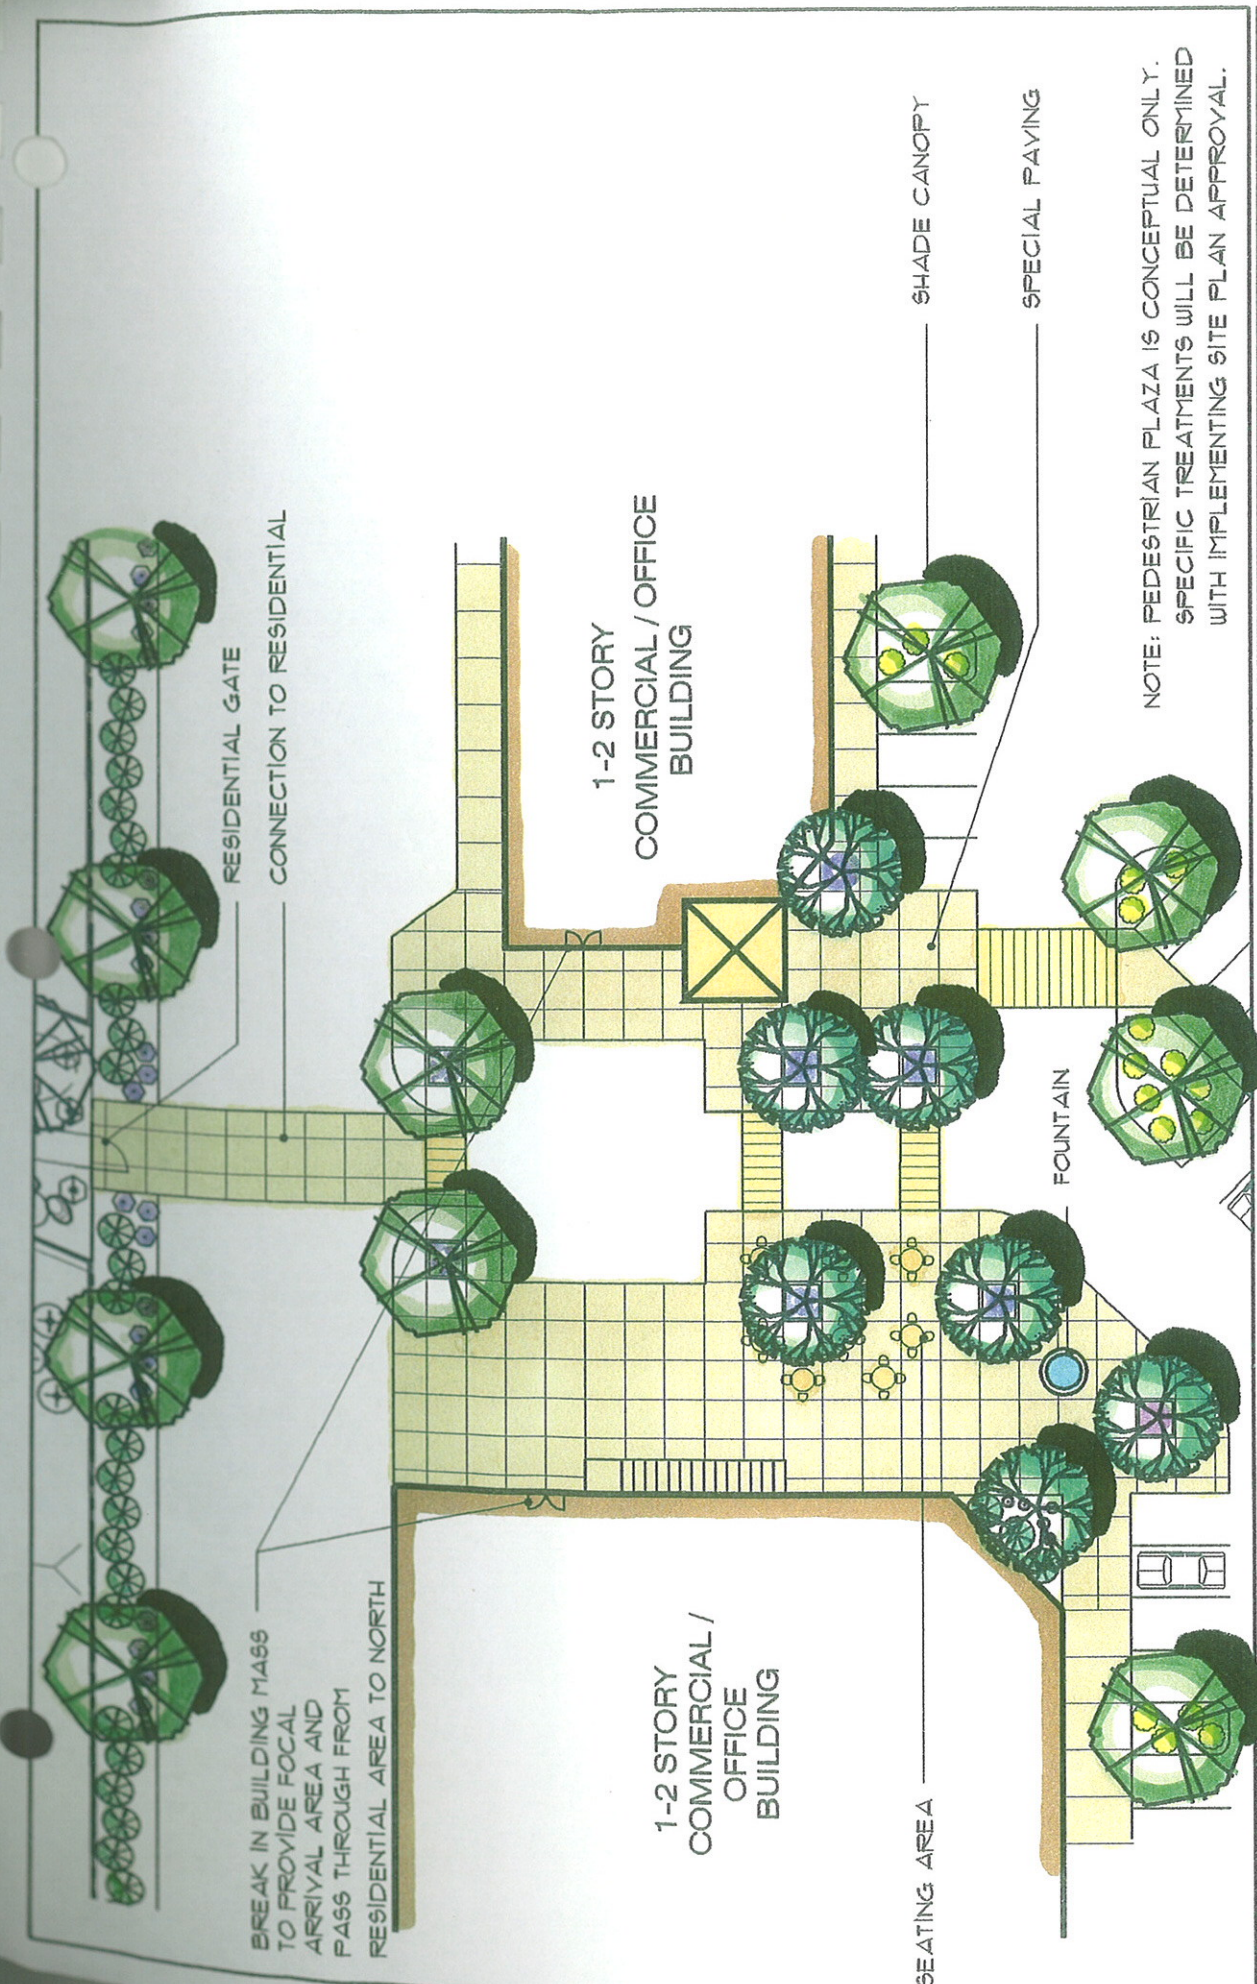 BREAK IN BUILDING MASS
TO PROVIDE FOCAL
ARRIVAL AREA AND
PASS THROUGH FROM
RESIDENTIAL AREA TO NORTH
RESIDENTIAL GATE
CONNECTION TO RESIDENTIAL
1-2 STORY
COMMERCIAL /
OFFICE
BUILDING
1-2 STORY
COMMERCIAL / OFFICE
BUILDING
SEATING AREA
FOUNTAIN
SHADE CANOPY
SPECIAL PAVING
NOTE: PEDESTRIAN PLAZA IS CONCEPTUAL ONLY.
SPECIFIC TREATMENTS WILL BE DETERMINED
WITH IMPLEMENTING SITE PLAN APPROVAL.